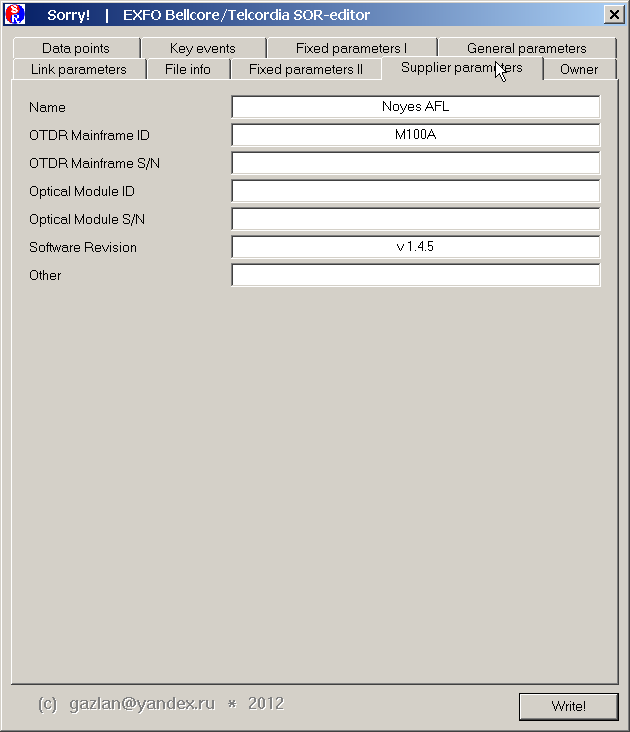 Sorry! | EXFO Bellcore/Telcordia SOR-editor
Data points Key events Fixed parameters I General parameters
Link parameters File info Fixed parameters II Supplier parameters Owner
Name Noyes AFL
OTDR Mainframe ID M100A
OTDR Mainframe S/N
Optical Module ID
Optical Module S/N
Software Revision v 1.4.5
Other
(c) gazlan@yandex.ru * 2012 Write!